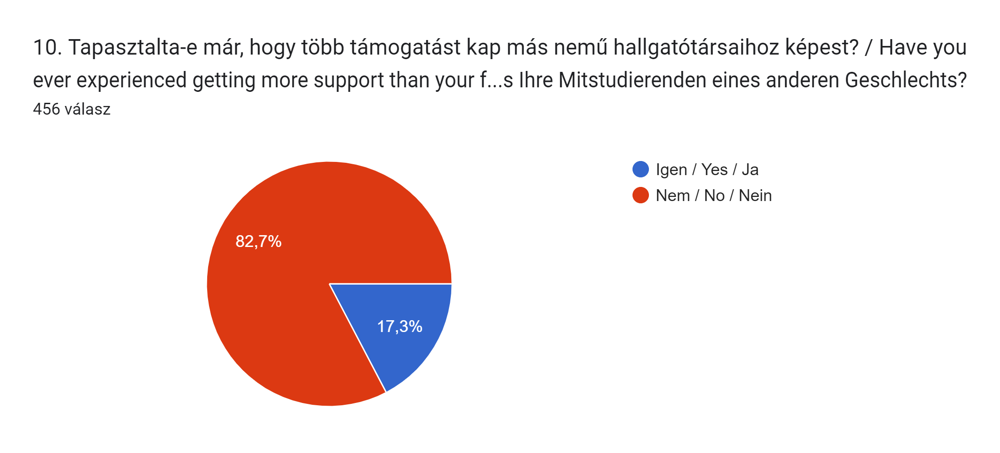 10. Tapasztalta-e már, hogy több támogatást kap más nemű hallgatótársaihoz képest? / Have you
ever experienced getting more support than your f...s Ihre Mitstudierenden eines anderen Geschlechts?
456 válasz
Igen / Yes / Ja
Nem / No / Nein
82,7%
17,3%